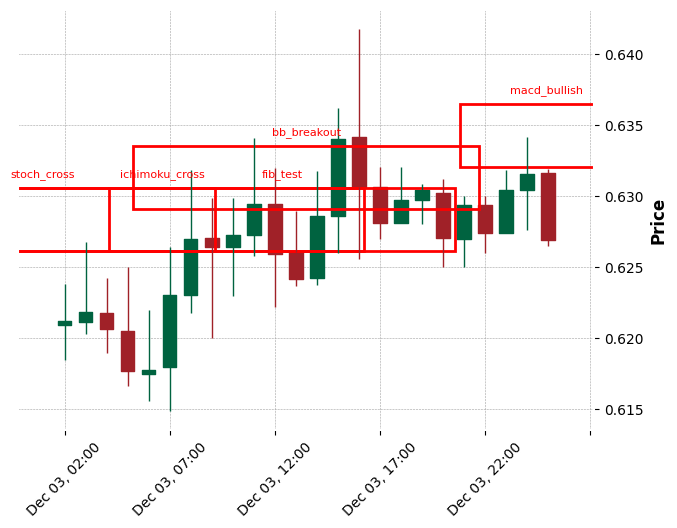 0.640
macd_bullish
0.635
bb_breakout
stoch_cross
ichimoku_cross
fib_test
0.630
Price
0.625
0.620
0.615
Dec 03, 02:00
Dec 03, 07:00
Dec 03, 12:00
Dec 03, 17:00
Dec 03, 22:00